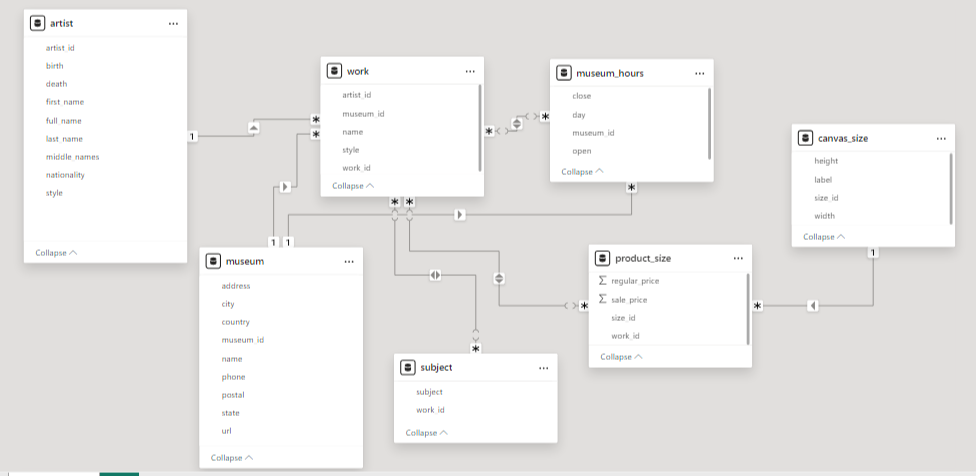 artist
...
artist_id
birth
death
first_name
full_name
last_name
middle_names
nationality
style
Collapse
work
...
artist_id
museum_id
name
style
work_id
Collapse
museum_hours
...
close
day
museum_id
open
Collapse
canvas_size
...
height
label
size_id
width
Collapse
1
*
*
*
*
*
*
*
1
1
1
museum
...
address
city
country
museum_id
name
phone
postal
state
url
Collapse
product_size
...
Σ regular_price
Σ sale_price
size_id
work_id
Collapse
*
*
*
subject
...
subject
work_id
Collapse